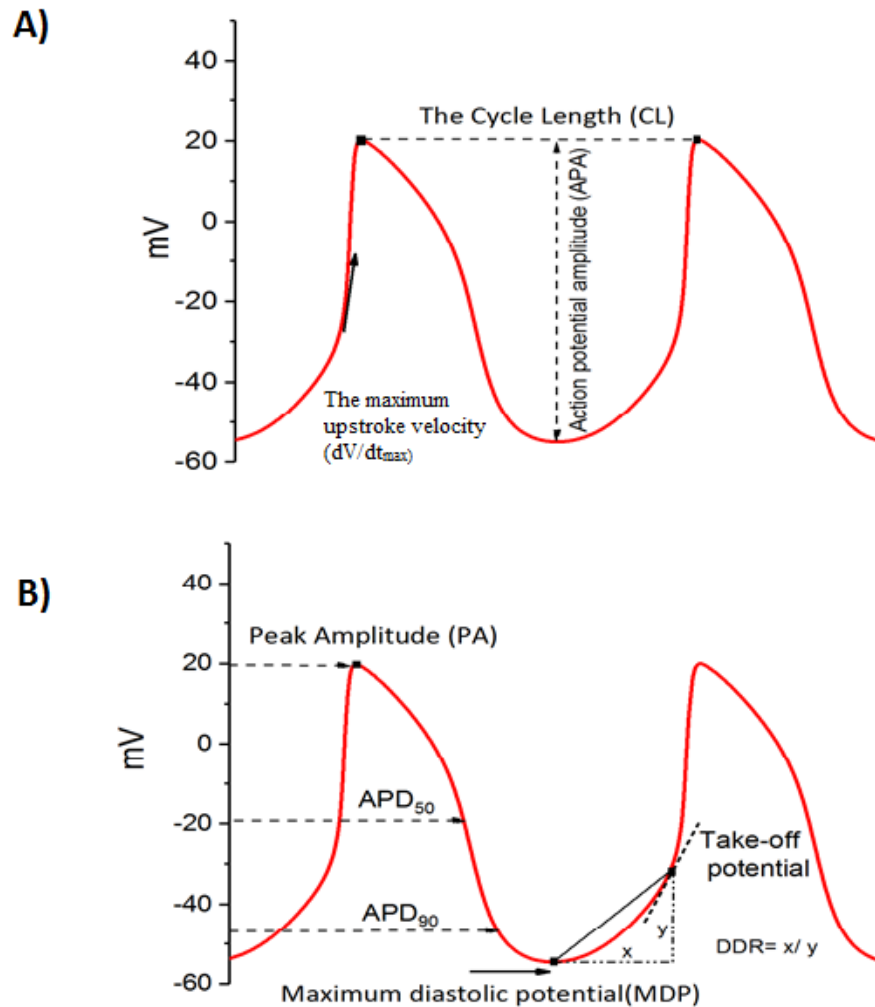 A)
40
The Cycle Length (CL)
20
0
mV
-20
-40
-60
Action potential amplitude (APA)
The maximum
upstroke velocity
(dV/dtmax)
B)
40
Peak Amplitude (PA)
20
0
mV
-20
-40
-60
APD50
APD90
Take-off
potential
y
x
DDR= x/ y
Maximum diastolic potential(MDP)